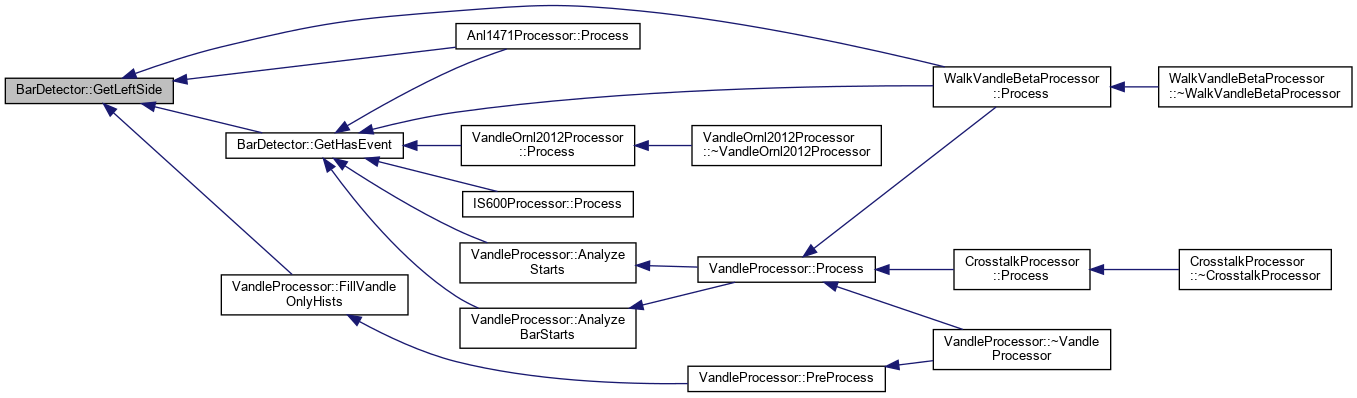 BarDetector::GetLeftSide
Anl1471Processor::Process
WalkVandleBetaProcessor
::Process
WalkVandleBetaProcessor
::~WalkVandleBetaProcessor
BarDetector::GetHasEvent
VandleOrnl2012Processor
::Process
VandleOrnl2012Processor
::~VandleOrnl2012Processor
IS600Processor::Process
VandleProcessor::Analyze
Starts
VandleProcessor::Process
CrosstalkProcessor
::Process
CrosstalkProcessor
::~CrosstalkProcessor
VandleProcessor::FillVandle
OnlyHists
VandleProcessor::Analyze
BarStarts
VandleProcessor::~Vandle
Processor
VandleProcessor::PreProcess